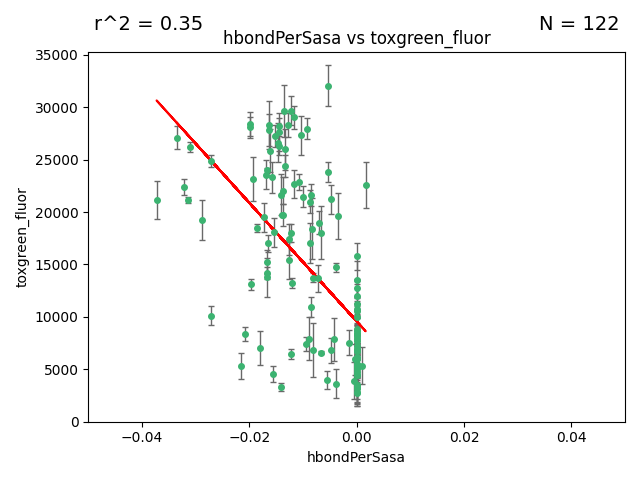 r^2 = 0.35
N = 122
hbondPerSasa vs toxgreen_fluor
35000
30000
25000
20000
15000
10000
5000
0
toxgreen_fluor
−0.04
−0.02
0.00
0.02
0.04
hbondPerSasa